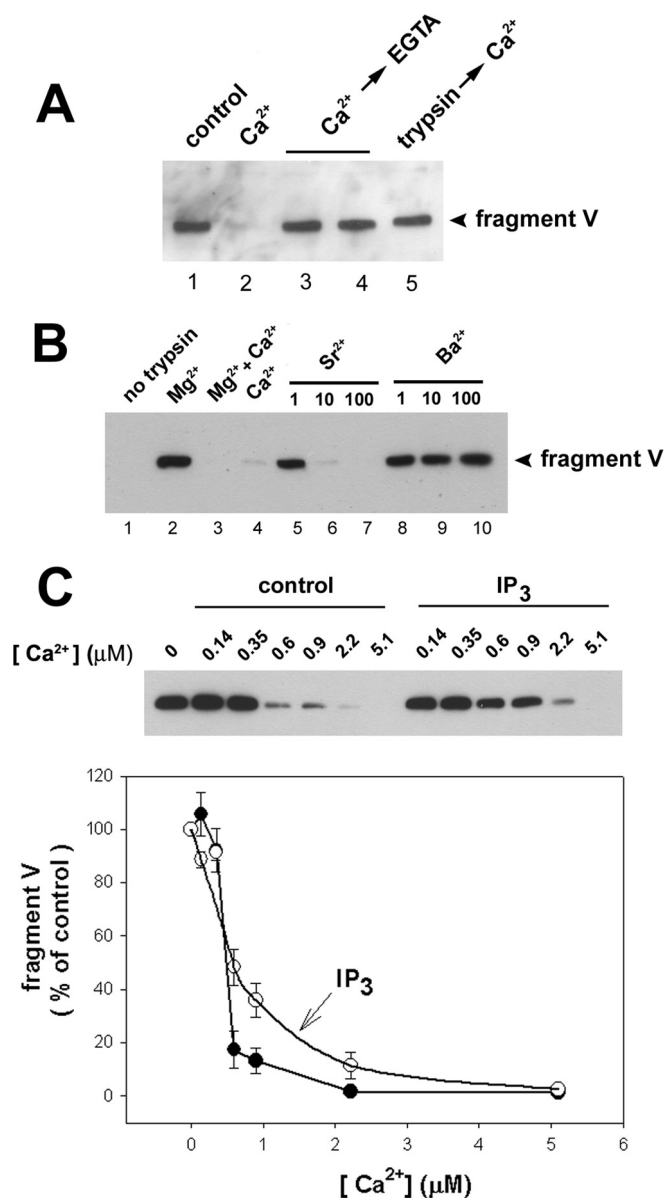 A
control
Ca²⁺
Ca²⁺ → EGTA
trypsin → Ca²⁺
fragment V
1 2 3 4 5
B
no trypsin
Mg²⁺
Mg²⁺ + Ca²⁺
Ca²⁺
Sr²⁺
Ba²⁺
1 10 100 1 10 100
fragment V
1 2 3 4 5 6 7 8 9 10
C
control IP₃
[ Ca²⁺] (μM) 0 0.14 0.35 0.6 0.9 2.2 5.1 0.14 0.35 0.6 0.9 2.2 5.1
120
100
80
60
40
20
0
fragment V
( % of control )
IP₃
0 1 2 3 4 5 6
[ Ca²⁺] (μM)